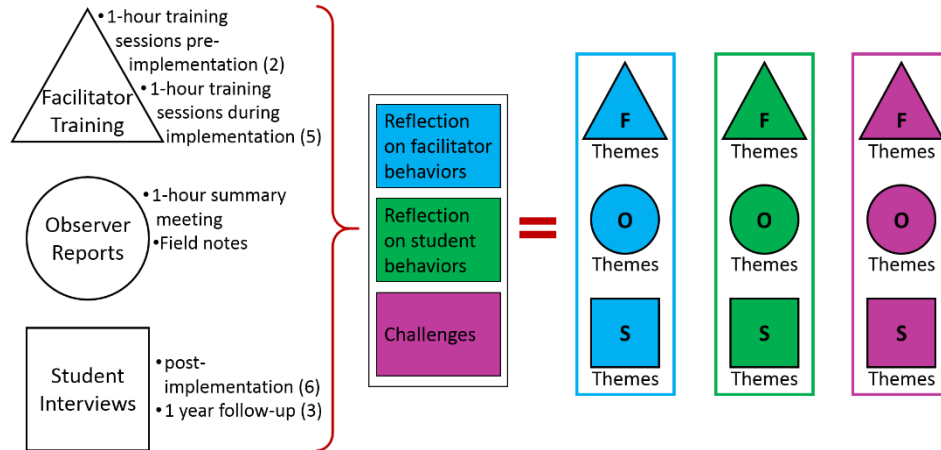 •1-hour training
sessions pre-
implementation (2)
•1-hour training
sessions during
implementation (5)
Facilitator
Training
•1-hour summary
meeting
•Field notes
Observer
Reports
•post-
implementation (6)
•1 year follow-up (3)
Student
Interviews
Reflection
on facilitator
behaviors
Reflection
on student
behaviors
Challenges
=
F
Themes
O
Themes
S
Themes
F
Themes
O
Themes
S
Themes
F
Themes
O
Themes
S
Themes